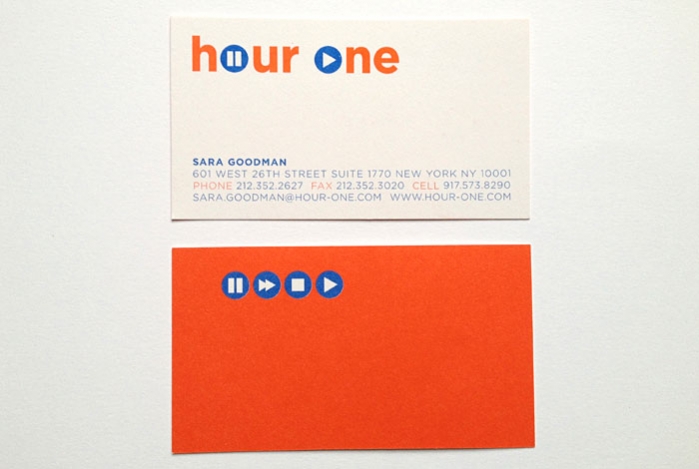 hour one
SARA GOODMAN
601 WEST 26TH STREET SUITE 1770 NEW YORK NY 10001
PHONE 212.352.2627 FAX 212.352.3020 CELL 917.573.8290
SARA.GOODMAN@HOUR-ONE.COM WWW.HOUR-ONE.COM